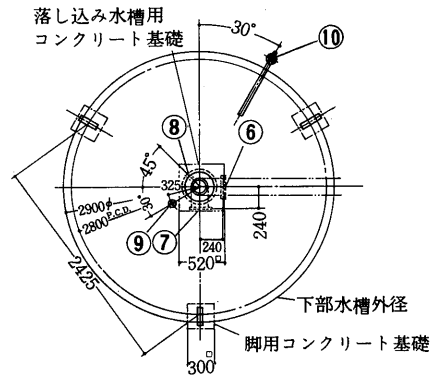 落し込み水槽用
コンクリート基礎
30°
⑩
⑧
⑥
45°
325
30°
2900φ
2800P.C.D.
⑨
⑦
240
240
520□
2425
下部水槽外径
脚用コンクリート基礎
300□